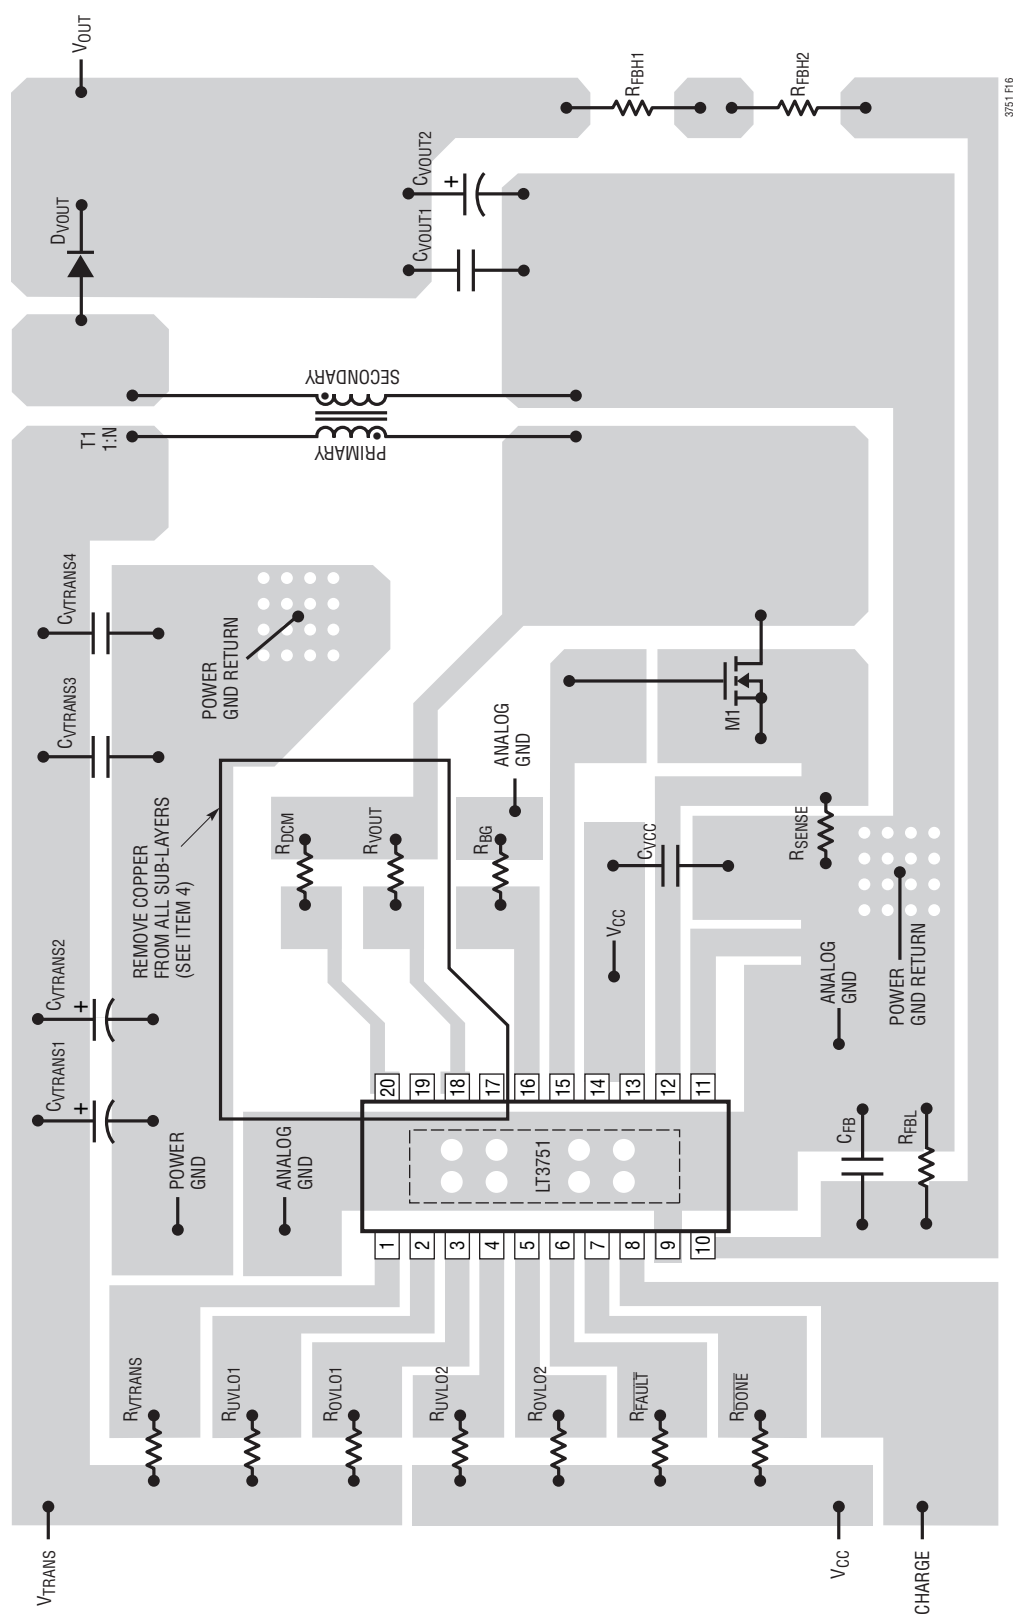 VOUT
DVOUT
CVOUT2
+
CVOUT1
RFBH1
RFBH2
3751 F16
SECONDARY
T1
1:N
PRIMARY
CVTRANS4
CVTRANS3
POWER
GND RETURN
M1
ANALOG
GND
REMOVE COPPER
FROM ALL SUB-LAYERS
(SEE ITEM 4)
RDCM
RVOUT
RBG
CVCC
RSENSE
VCC
POWER
GND RETURN
ANALOG
GND
CVTRANS2
+
CVTRANS1
+
POWER
GND
ANALOG
GND
20
19
18
17
16
15
14
13
12
11
LT3751
CFB
RFBL
1
2
3
4
5
6
7
8
9
10
RVTRANS
RUVLO1
ROVLO1
RUVLO2
ROVLO2
RFAULT
RDONE
VTRANS
VCC
CHARGE